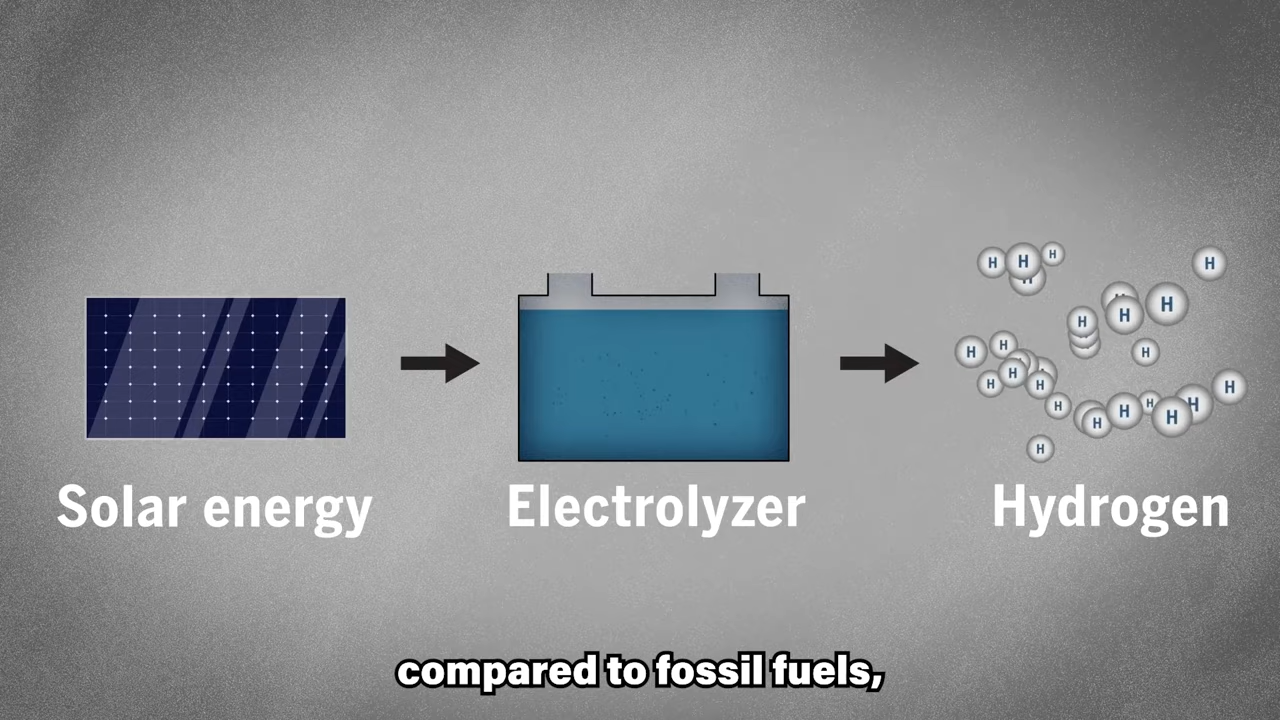 H H H H
H H H
H H
H H H
H H H
H H H H H H H
H
Solar energy
Electrolyzer
Hydrogen
compared to fossil fuels,